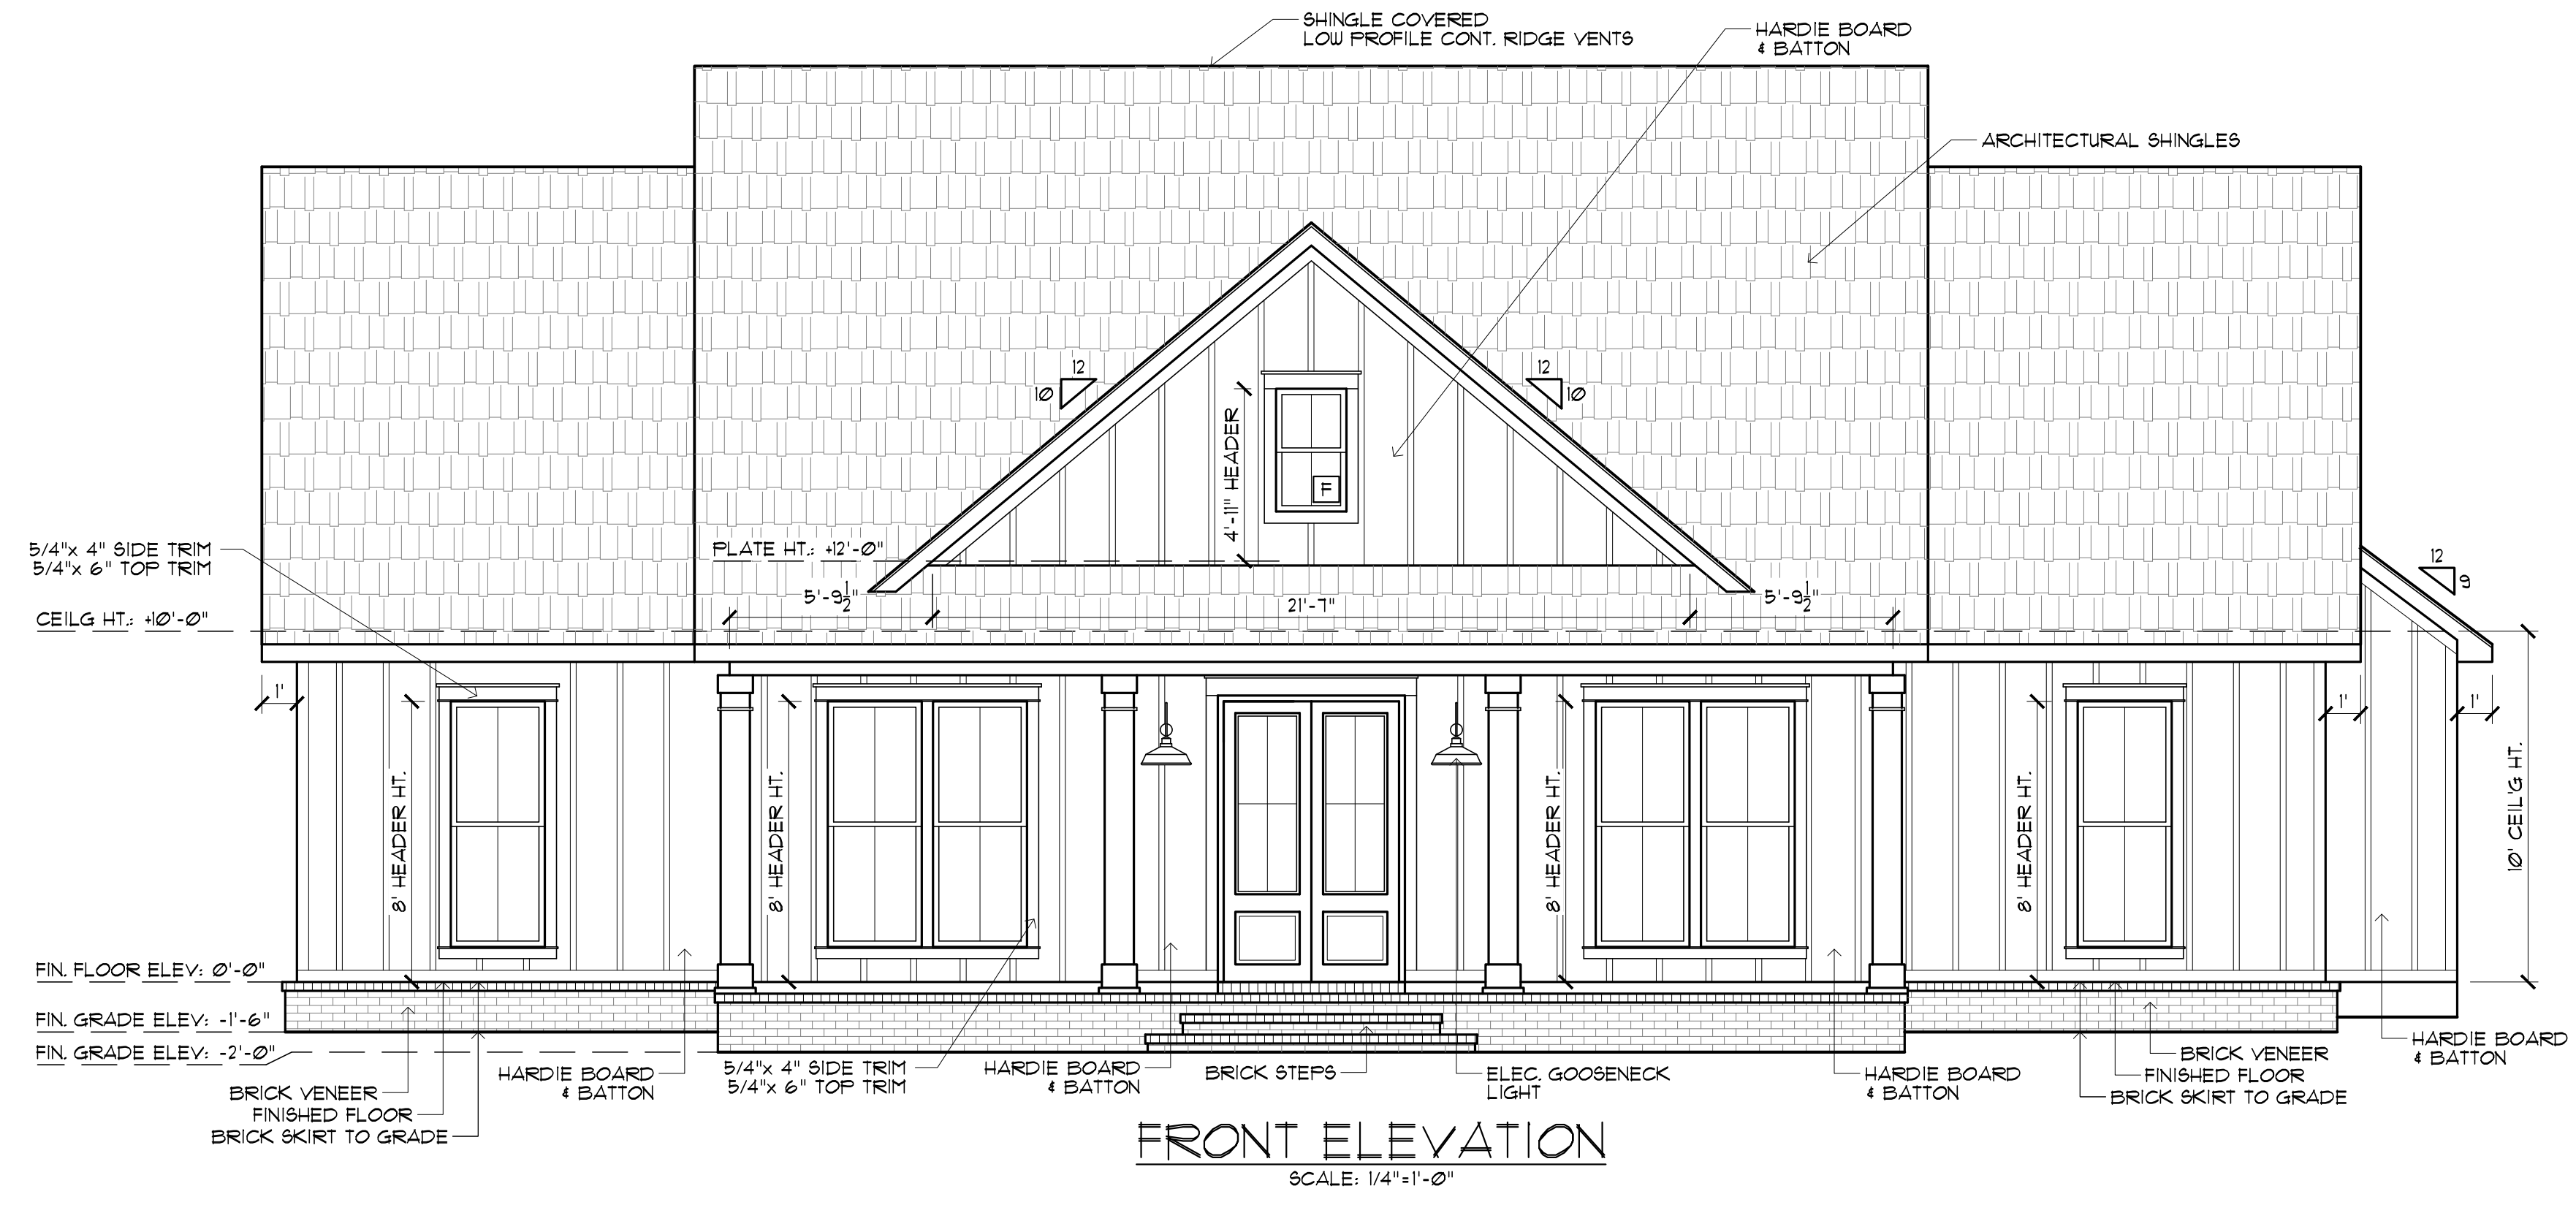 SHINGLE COVERED
LOW PROFILE CONT. RIDGE VENTS
HARDIE BOARD
& BATTON
ARCHITECTURAL SHINGLES
12
10
12
10
4'-11" HEADER
F
5/4"x 4" SIDE TRIM
5/4"x 6" TOP TRIM
PLATE HT.: +12'-0"
12
9
5'-9 1/2"
21'-7"
5'-9 1/2"
CEILG HT.: +10'-0"
1'
1'
1'
8' HEADER HT.
8' HEADER HT.
8' HEADER HT.
8' HEADER HT.
10' CEIL'G HT.
FIN. FLOOR ELEV: 0'-0"
FIN. GRADE ELEV: -1'-6"
FIN. GRADE ELEV: -2'-0"
BRICK VENEER
FINISHED FLOOR
BRICK SKIRT TO GRADE
HARDIE BOARD
& BATTON
5/4"x 4" SIDE TRIM
5/4"x 6" TOP TRIM
HARDIE BOARD
& BATTON
BRICK STEPS
ELEC. GOOSENECK
LIGHT
HARDIE BOARD
& BATTON
BRICK VENEER
FINISHED FLOOR
BRICK SKIRT TO GRADE
HARDIE BOARD
& BATTON
FRONT ELEVATION
SCALE: 1/4"=1'-0"